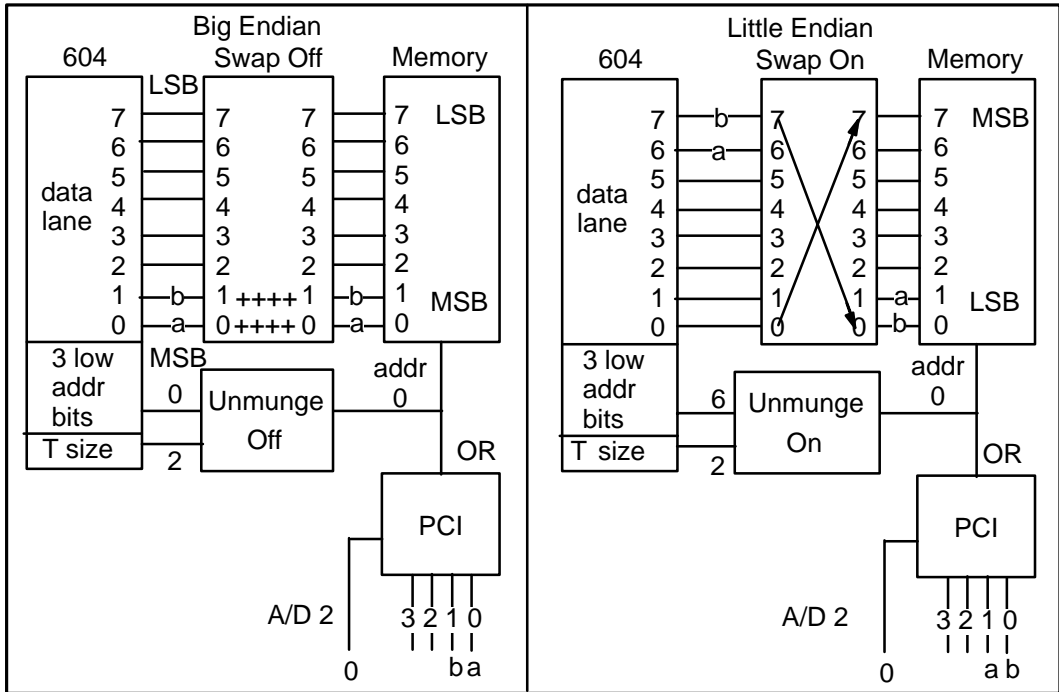 Big Endian
604 Swap Off Memory
LSB
7 7 7 7 LSB
6 6 6 6
5 5 5 5
data 4 4 4 4
lane 3 3 3 3
2 2 2 2
1 b 1 ++++ 1 b 1 MSB
0 a 0 ++++ 0 a 0
3 low MSB addr
addr 0 Unmunge 0
bits Off
T size 2 OR
PCI
A/D 2 3 2 1 0
0 b a
Little Endian
604 Swap On Memory
7 b 7 7 7 MSB
6 a 6 6 6
5 5 5 5
data 4 4 4 4
lane 3 3 3 3
2 2 2 2
1 1 1 a 1 LSB
0 0 0 b 0
3 low addr
addr 6 Unmunge 0
bits On
T size 2 OR
PCI
A/D 2 3 2 1 0
0 a b